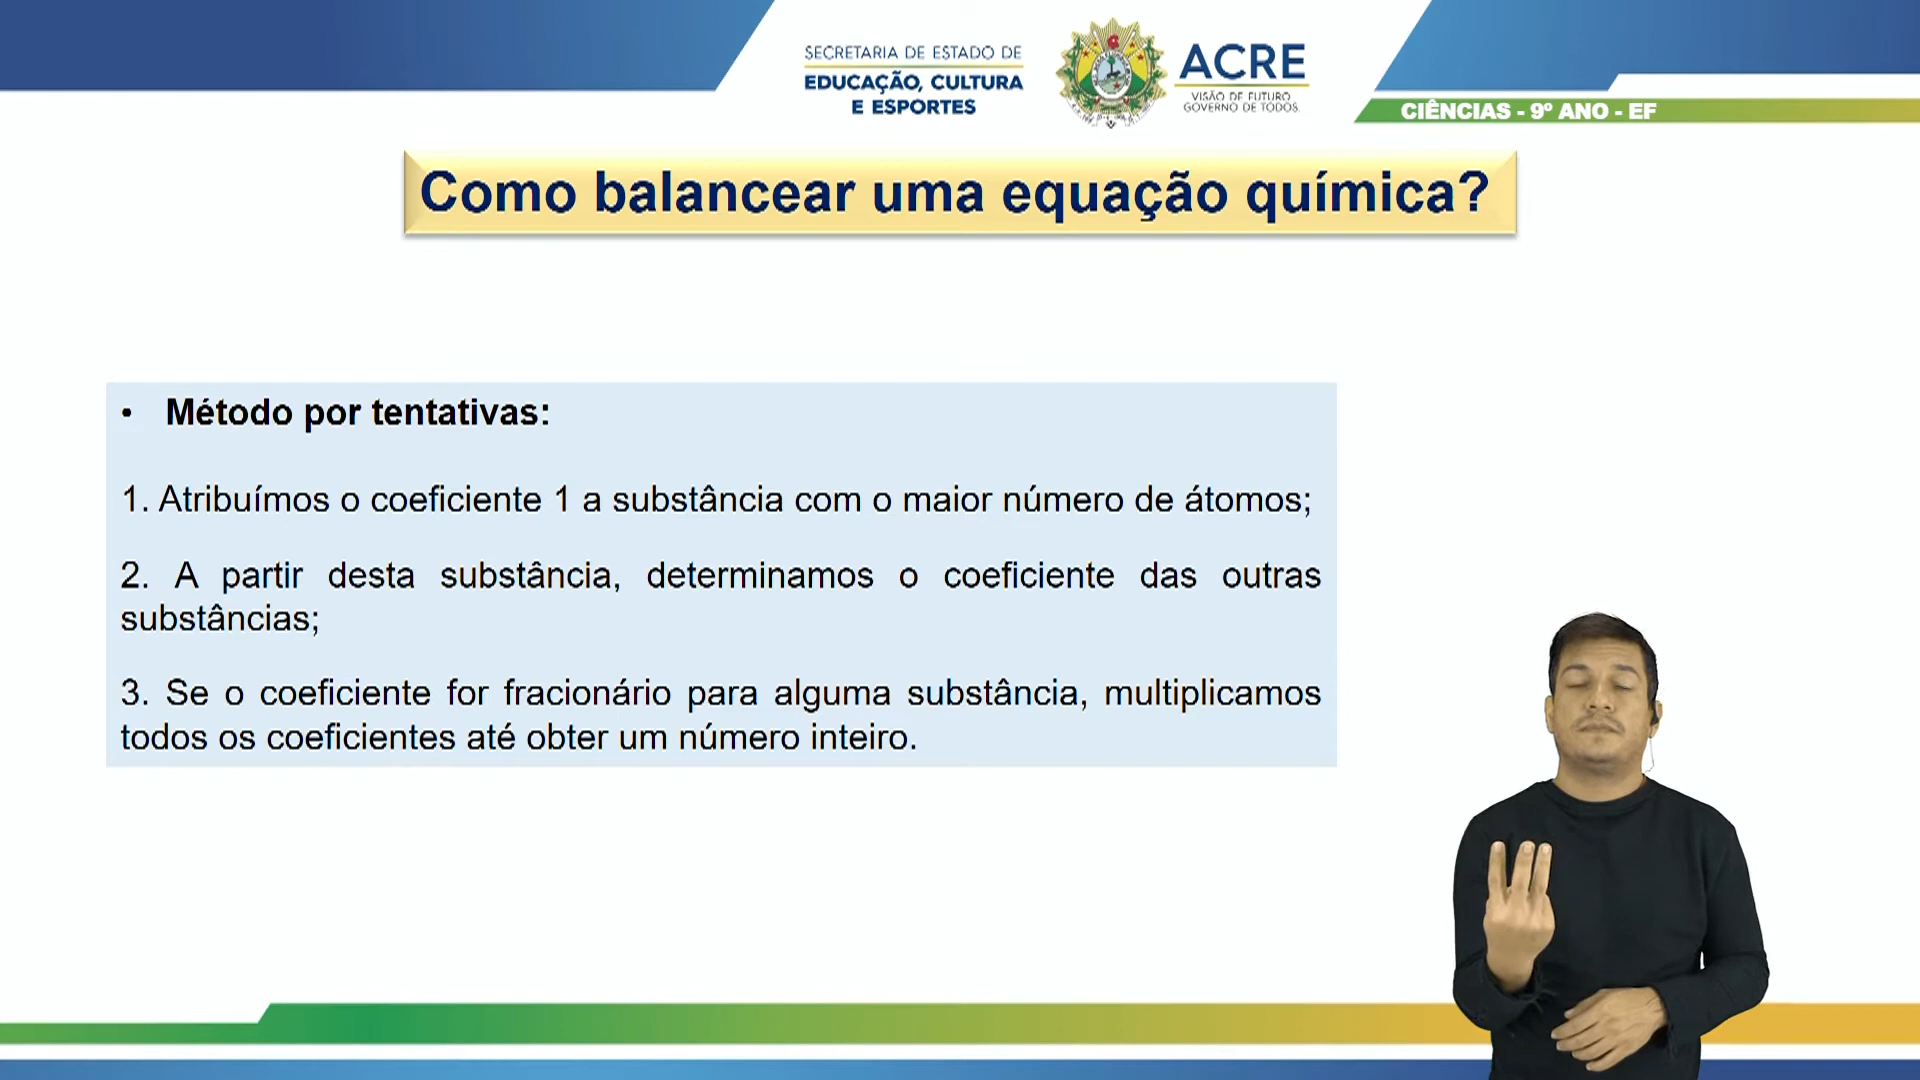 SECRETARIA DE ESTADO DE
EDUCAÇÃO, CULTURA
E ESPORTES
ACRE
VISÃO DE FUTURO
GOVERNO DE TODOS
CIÊNCIAS - 9º ANO - EF
Como balancear uma equação química?
• Método por tentativas:
1. Atribuímos o coeficiente 1 a substância com o maior número de átomos;
2. A partir desta substância, determinamos o coeficiente das outras
substâncias;
3. Se o coeficiente for fracionário para alguma substância, multiplicamos
todos os coeficientes até obter um número inteiro.